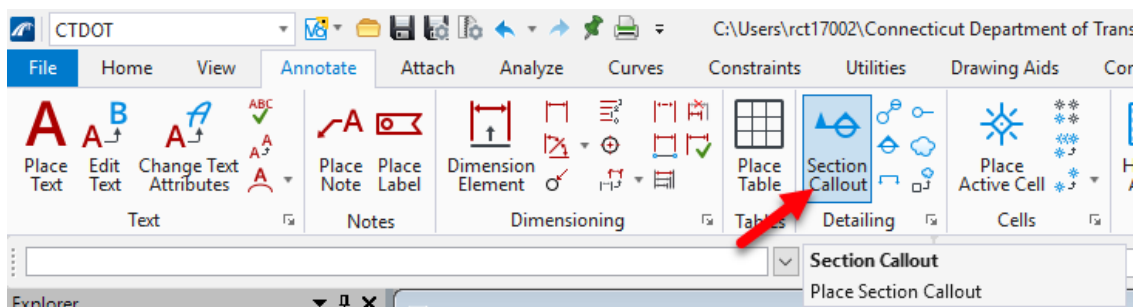 CTDOT
C:\Users\rct17002\Connecticut Department of Trans
File Home View Annotate Attach Analyze Curves Constraints Utilities Drawing Aids Cor
ABC
Place Text
Edit Text
Change Text Attributes
Place Note
Place Label
Dimension Element
Place Table
Section Callout
Place Active Cell
Text Notes Dimensioning Tables Detailing Cells
Section Callout
Place Section Callout
Explorer